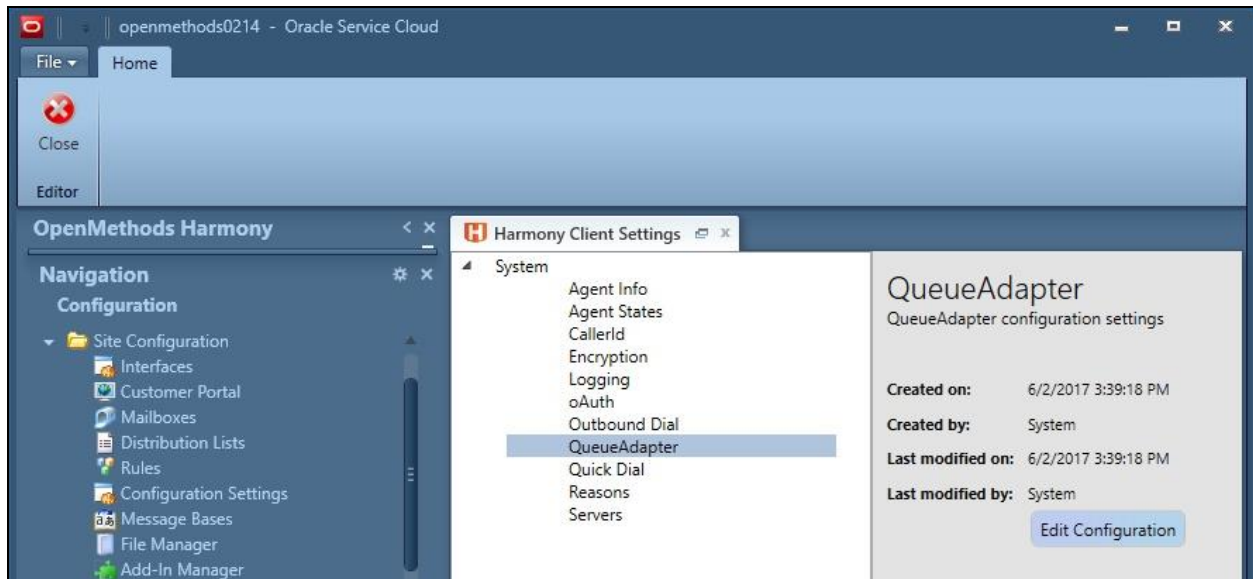 openmethods0214 - Oracle Service Cloud
File
Home
Close
Editor
OpenMethods Harmony
Navigation
Configuration
Site Configuration
Interfaces
Customer Portal
Mailboxes
Distribution Lists
Rules
Configuration Settings
Message Bases
File Manager
Add-In Manager
Harmony Client Settings
System
Agent Info
Agent States
CallerId
Encryption
Logging
oAuth
Outbound Dial
QueueAdapter
Quick Dial
Reasons
Servers
QueueAdapter
QueueAdapter configuration settings
Created on: 6/2/2017 3:39:18 PM
Created by: System
Last modified on: 6/2/2017 3:39:18 PM
Last modified by: System
Edit Configuration